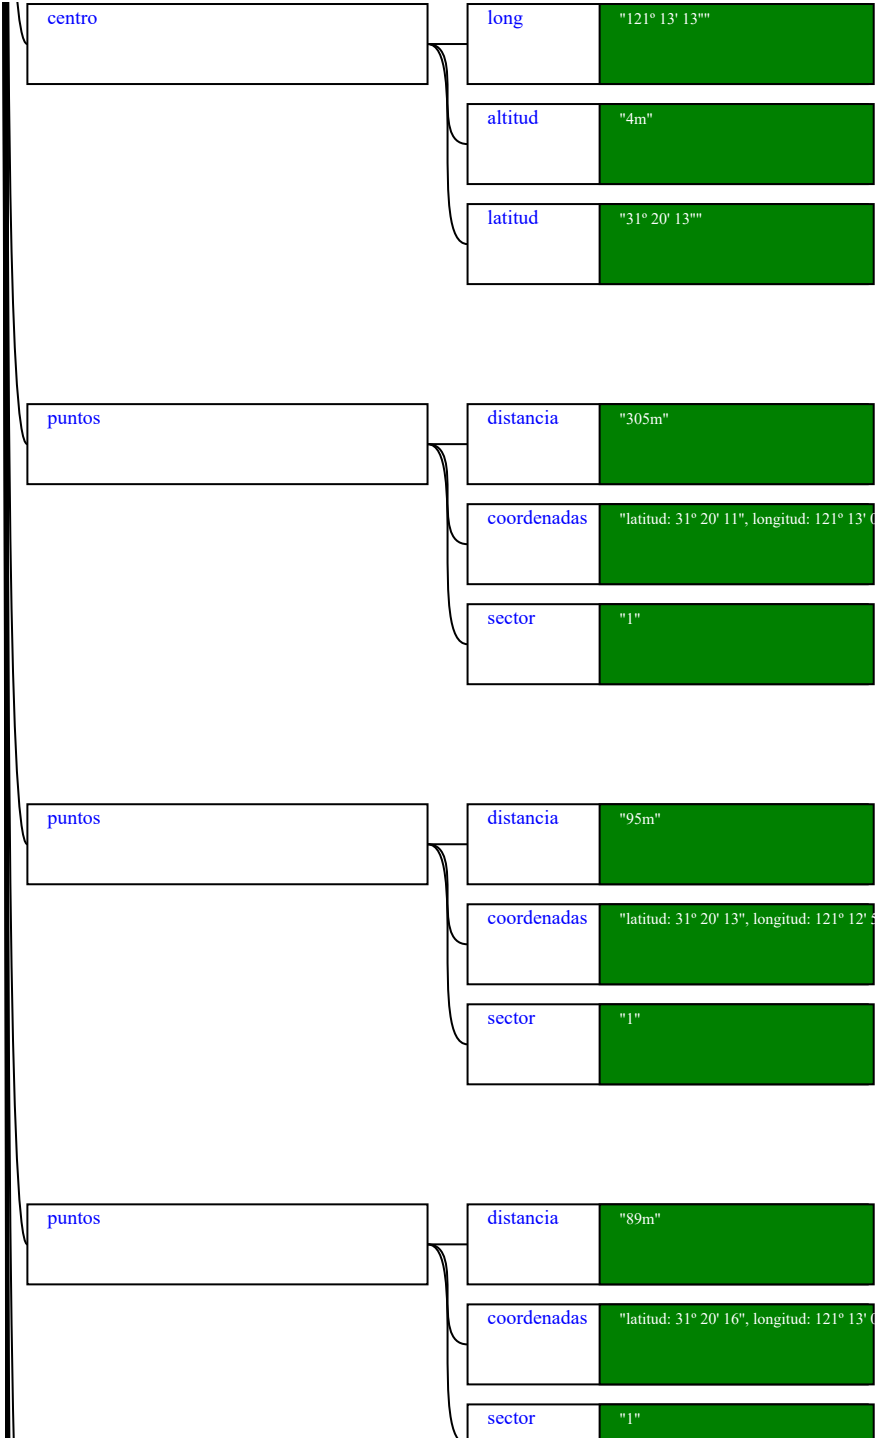 centro
long "121º 13' 13""
altitud "4m"
latitud "31º 20' 13""
puntos
distancia "305m"
coordenadas "latitud: 31º 20' 11", longitud: 121º 13'
sector "1"
puntos
distancia "95m"
coordenadas "latitud: 31º 20' 13", longitud: 121º 12'
sector "1"
puntos
distancia "89m"
coordenadas "latitud: 31º 20' 16", longitud: 121º 13'
sector "1"